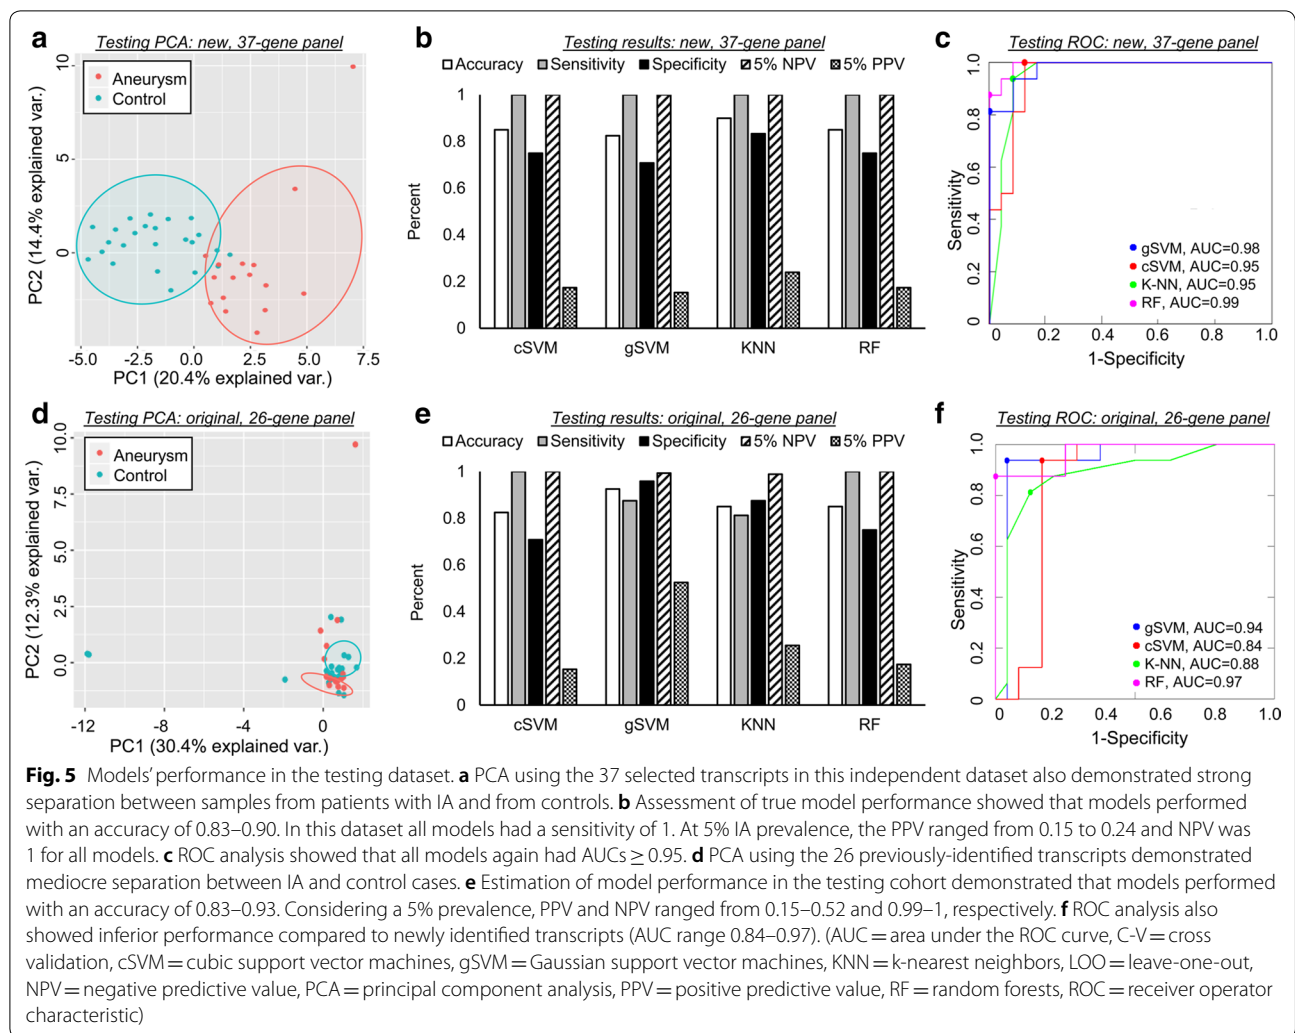 a
Testing PCA: new, 37-gene panel
Aneurysm
Control
PC2 (14.4% explained var.)
10
5
0
-5.0 -2.5 0.0 2.5 5.0 7.5
PC1 (20.4% explained var.)
b
Testing results: new, 37-gene panel
Accuracy Sensitivity Specificity 5% NPV 5% PPV
Percent
1
0.8
0.6
0.4
0.2
0
cSVM gSVM KNN RF
c
Testing ROC: new, 37-gene panel
Sensitivity
1.0
0.8
0.6
0.4
0.2
0
gSVM, AUC=0.98
cSVM, AUC=0.95
K-NN, AUC=0.95
RF, AUC=0.99
0 0.2 0.4 0.6 0.8 1.0
1-Specificity
d
Testing PCA: original, 26-gene panel
Aneurysm
Control
PC2 (12.3% explained var.)
10.0
7.5
5.0
2.5
0.0
-12 -8 -4 0
PC1 (30.4% explained var.)
e
Testing results: original, 26-gene panel
Accuracy Sensitivity Specificity 5% NPV 5% PPV
Percent
1
0.8
0.6
0.4
0.2
0
cSVM gSVM KNN RF
f
Testing ROC: original, 26-gene panel
Sensitivity
1.0
0.8
0.6
0.4
0.2
0
gSVM, AUC=0.94
cSVM, AUC=0.84
K-NN, AUC=0.88
RF, AUC=0.97
0 0.2 0.4 0.6 0.8 1.0
1-Specificity
Fig. 5 Models’ performance in the testing dataset. a PCA using the 37 selected transcripts in this independent dataset also demonstrated strong
separation between samples from patients with IA and from controls. b Assessment of true model performance showed that models performed
with an accuracy of 0.83–0.90. In this dataset all models had a sensitivity of 1. At 5% IA prevalence, the PPV ranged from 0.15 to 0.24 and NPV was
1 for all models. c ROC analysis showed that all models again had AUCs ≥ 0.95. d PCA using the 26 previously-identified transcripts demonstrated
mediocre separation between IA and control cases. e Estimation of model performance in the testing cohort demonstrated that models performed
with an accuracy of 0.83–0.93. Considering a 5% prevalence, PPV and NPV ranged from 0.15–0.52 and 0.99–1, respectively. f ROC analysis also
showed inferior performance compared to newly identified transcripts (AUC range 0.84–0.97). (AUC = area under the ROC curve, C-V = cross
validation, cSVM = cubic support vector machines, gSVM = Gaussian support vector machines, KNN = k-nearest neighbors, LOO = leave-one-out,
NPV = negative predictive value, PCA = principal component analysis, PPV = positive predictive value, RF = random forests, ROC = receiver operator
characteristic)